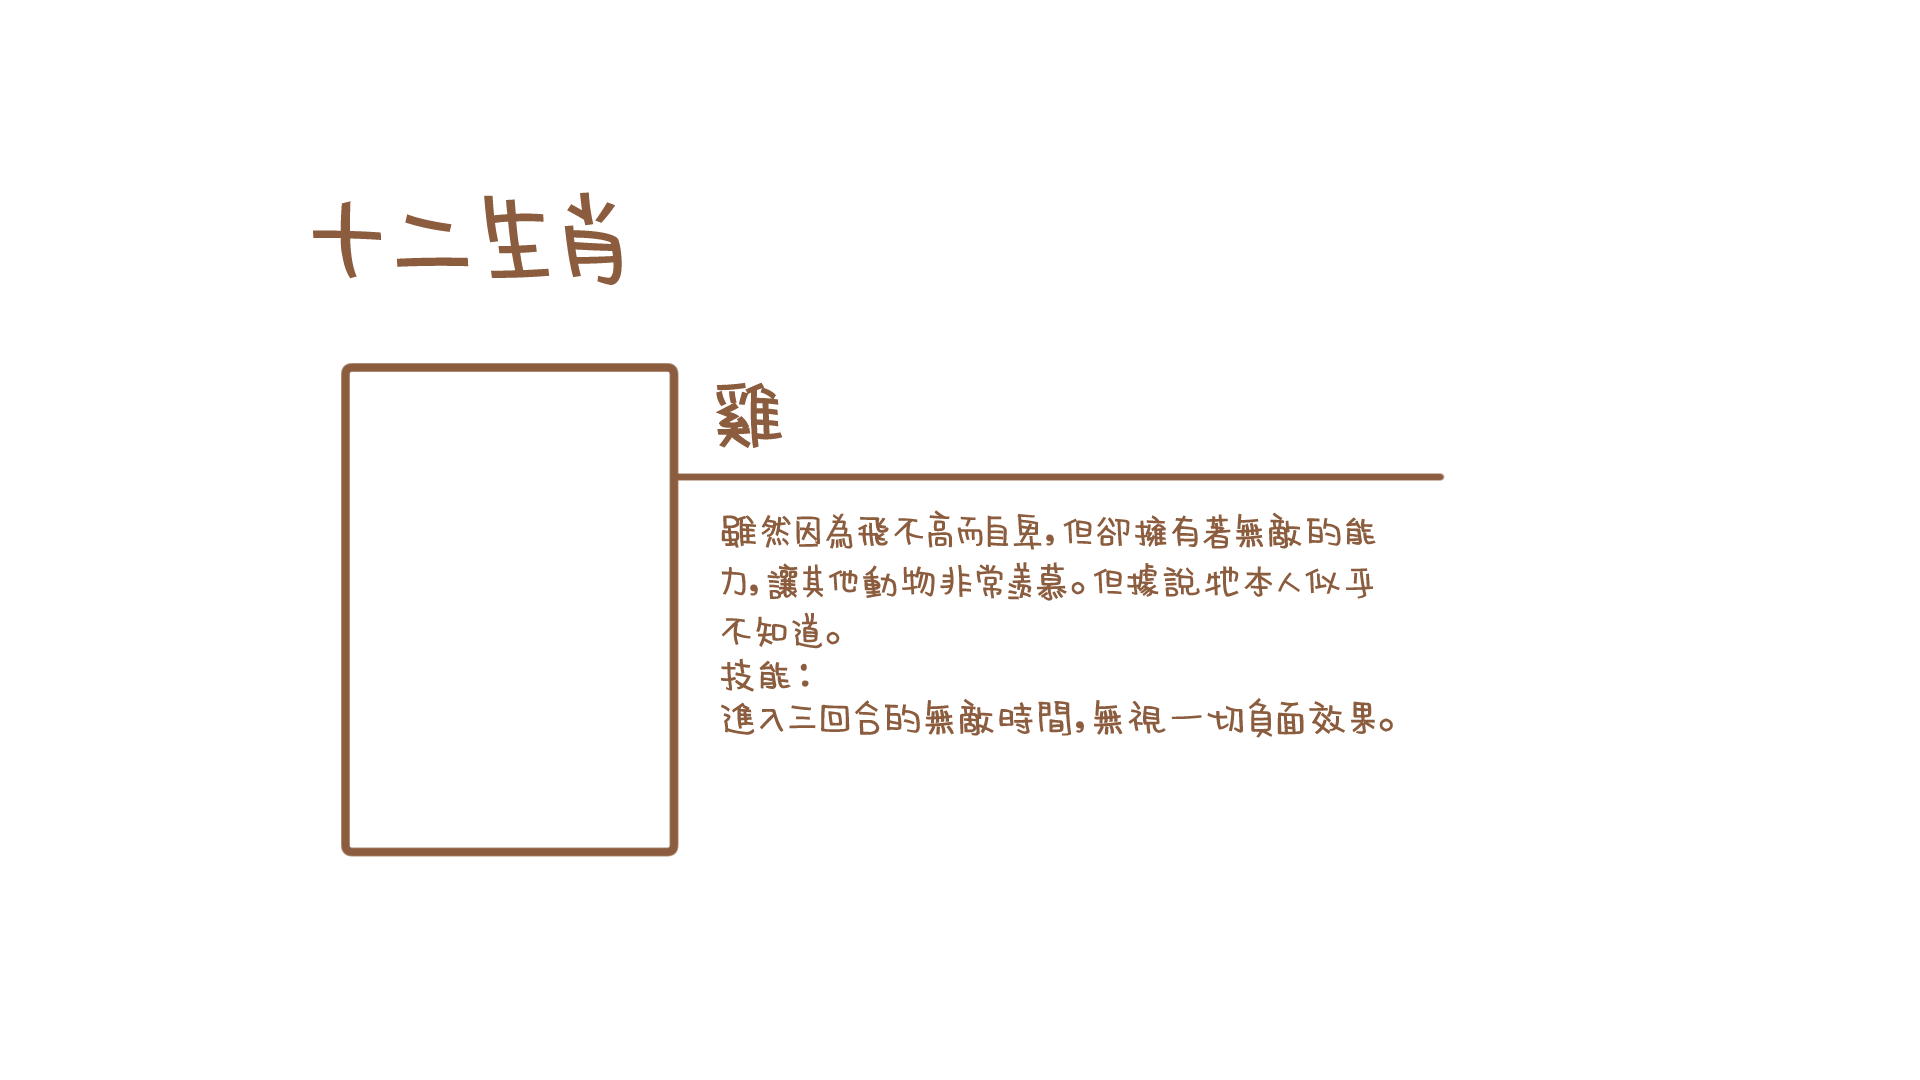 十二生肖
雞
雖然因為飛不高而自卑,但卻擁有著無敵的能
力,讓其他動物非常羨慕。但據說牠本人似乎
不知道。
技能：
進入三回合的無敵時間,無視一切負面效果。